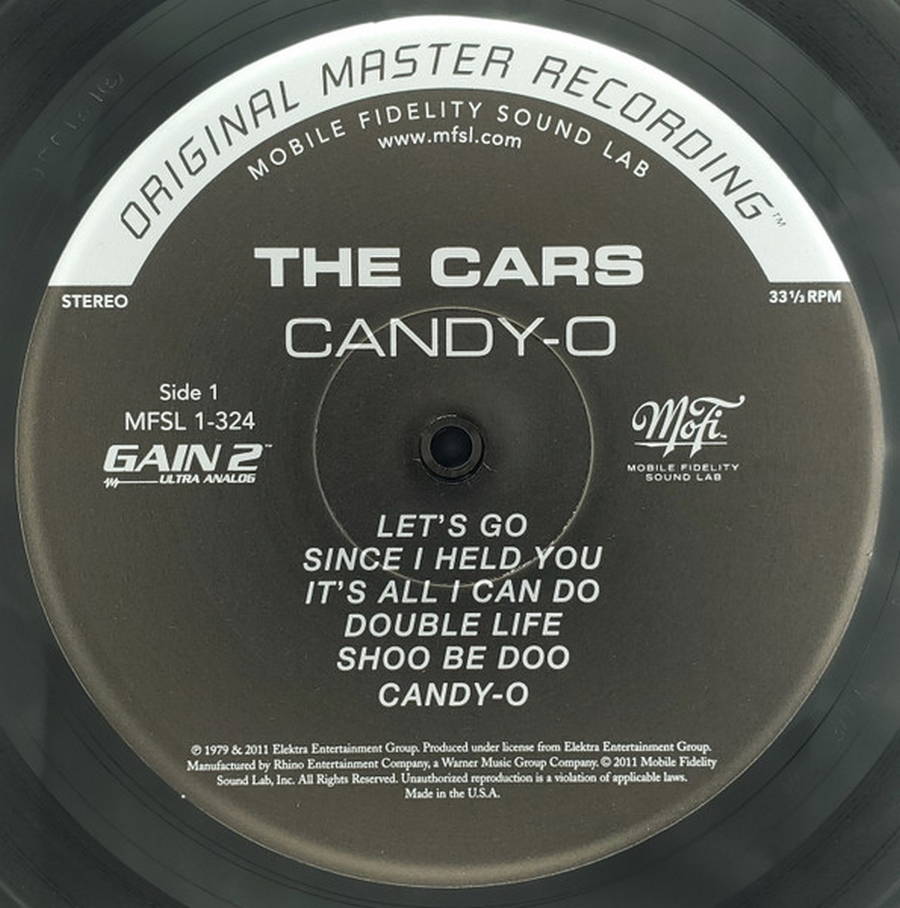 ORIGINAL MASTER RECORDING™
MOBILE FIDELITY SOUND LAB
www.mfsl.com
THE CARS
STEREO
33⅓ RPM
CANDY-O
Side 1
MFSL 1-324
GAIN 2™
ULTRA ANALOG
MoFi
MOBILE FIDELITY
SOUND LAB
LET'S GO
SINCE I HELD YOU
IT'S ALL I CAN DO
DOUBLE LIFE
SHOO BE DOO
CANDY-O
℗ 1979 & 2011 Elektra Entertainment Group. Produced under license from Elektra Entertainment Group.
Manufactured by Rhino Entertainment Company, a Warner Music Group Company. © 2011 Mobile Fidelity
Sound Lab, Inc. All Rights Reserved. Unauthorized reproduction is a violation of applicable laws.
Made in the U.S.A.